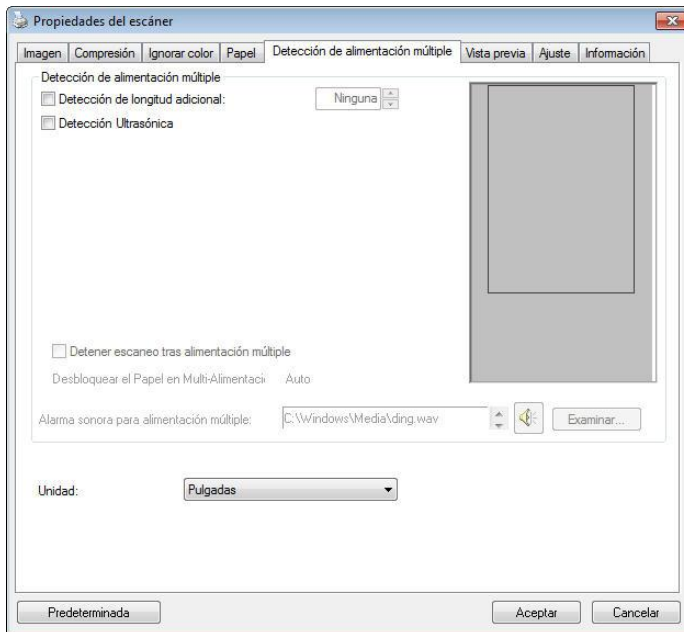 Propiedades del escáner
Imagen Compresión Ignorar color Papel Detección de alimentación múltiple Vista previa Ajuste Información
Detección de alimentación múltiple
Detección de longitud adicional: Ninguna
Detección Ultrasónica
Detener escaneo tras alimentación múltiple
Desbloquear el Papel en Multi-Alimentaci Auto
Alarma sonora para alimentación múltiple: C:\Windows\Media\ding.wav Examinar...
Unidad: Pulgadas
Predeterminada Aceptar Cancelar